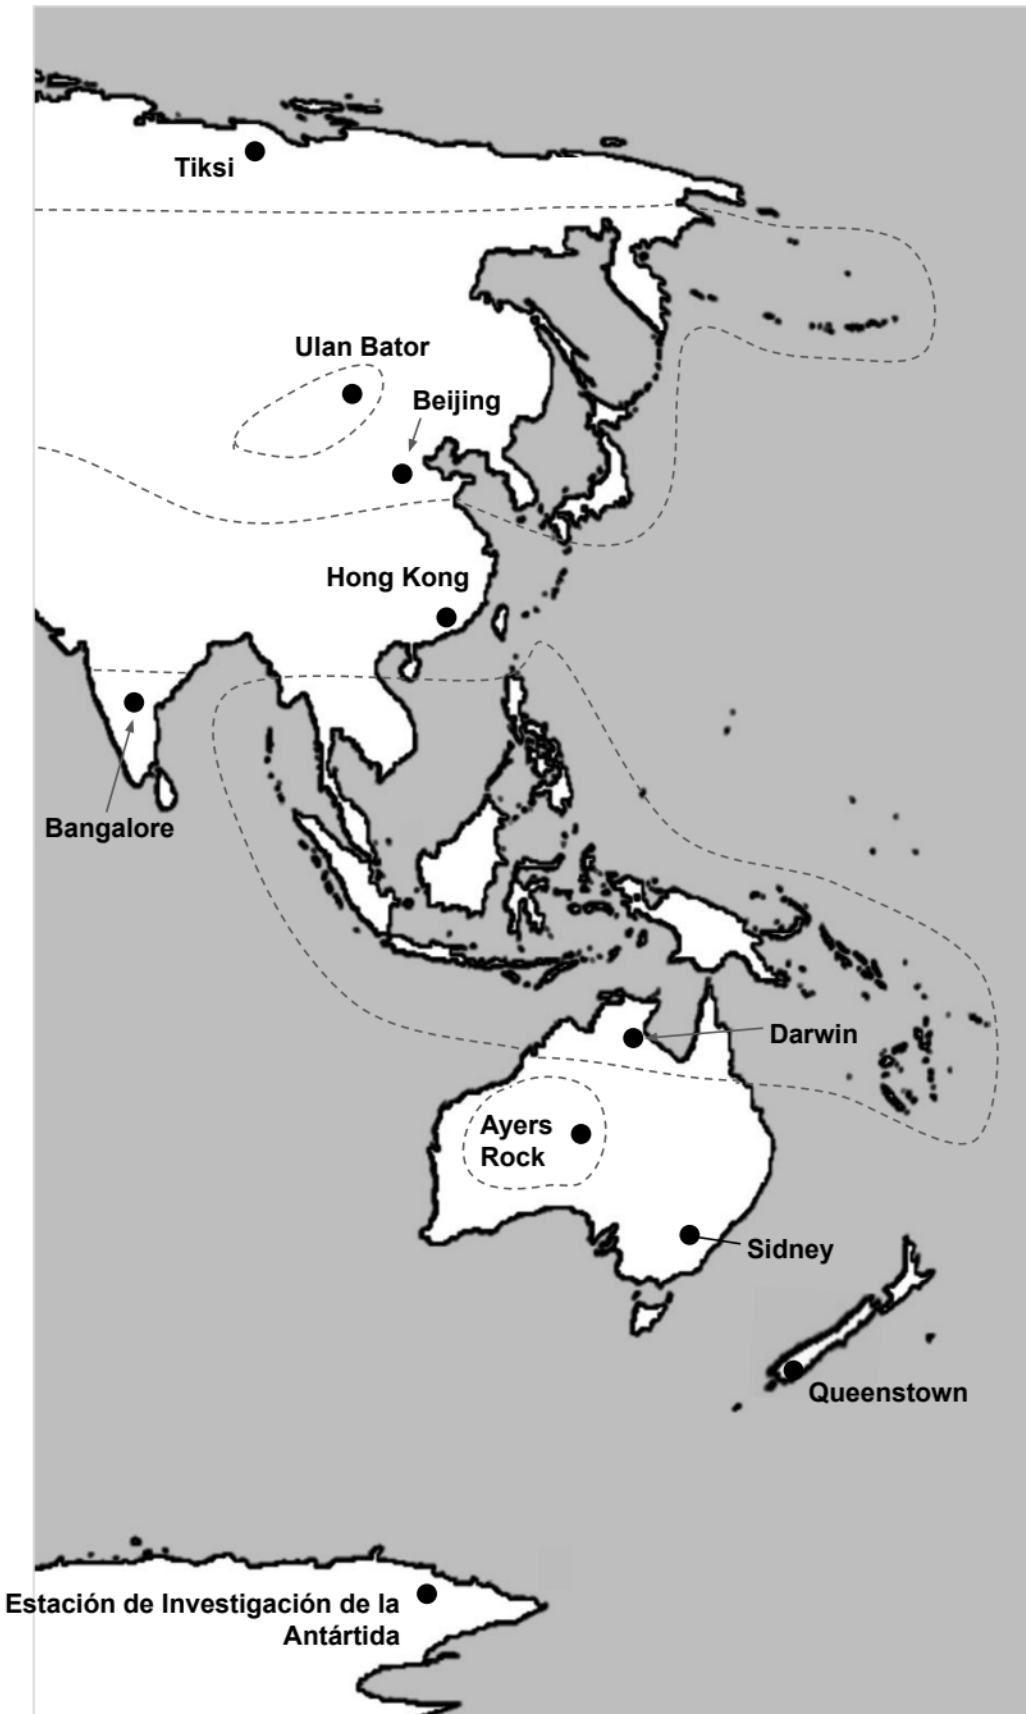 Tiksi
Ulan Bator
Beijing
Hong Kong
Bangalore
Darwin
Ayers
Rock
Sidney
Queenstown
Estación de Investigación de la
Antártida